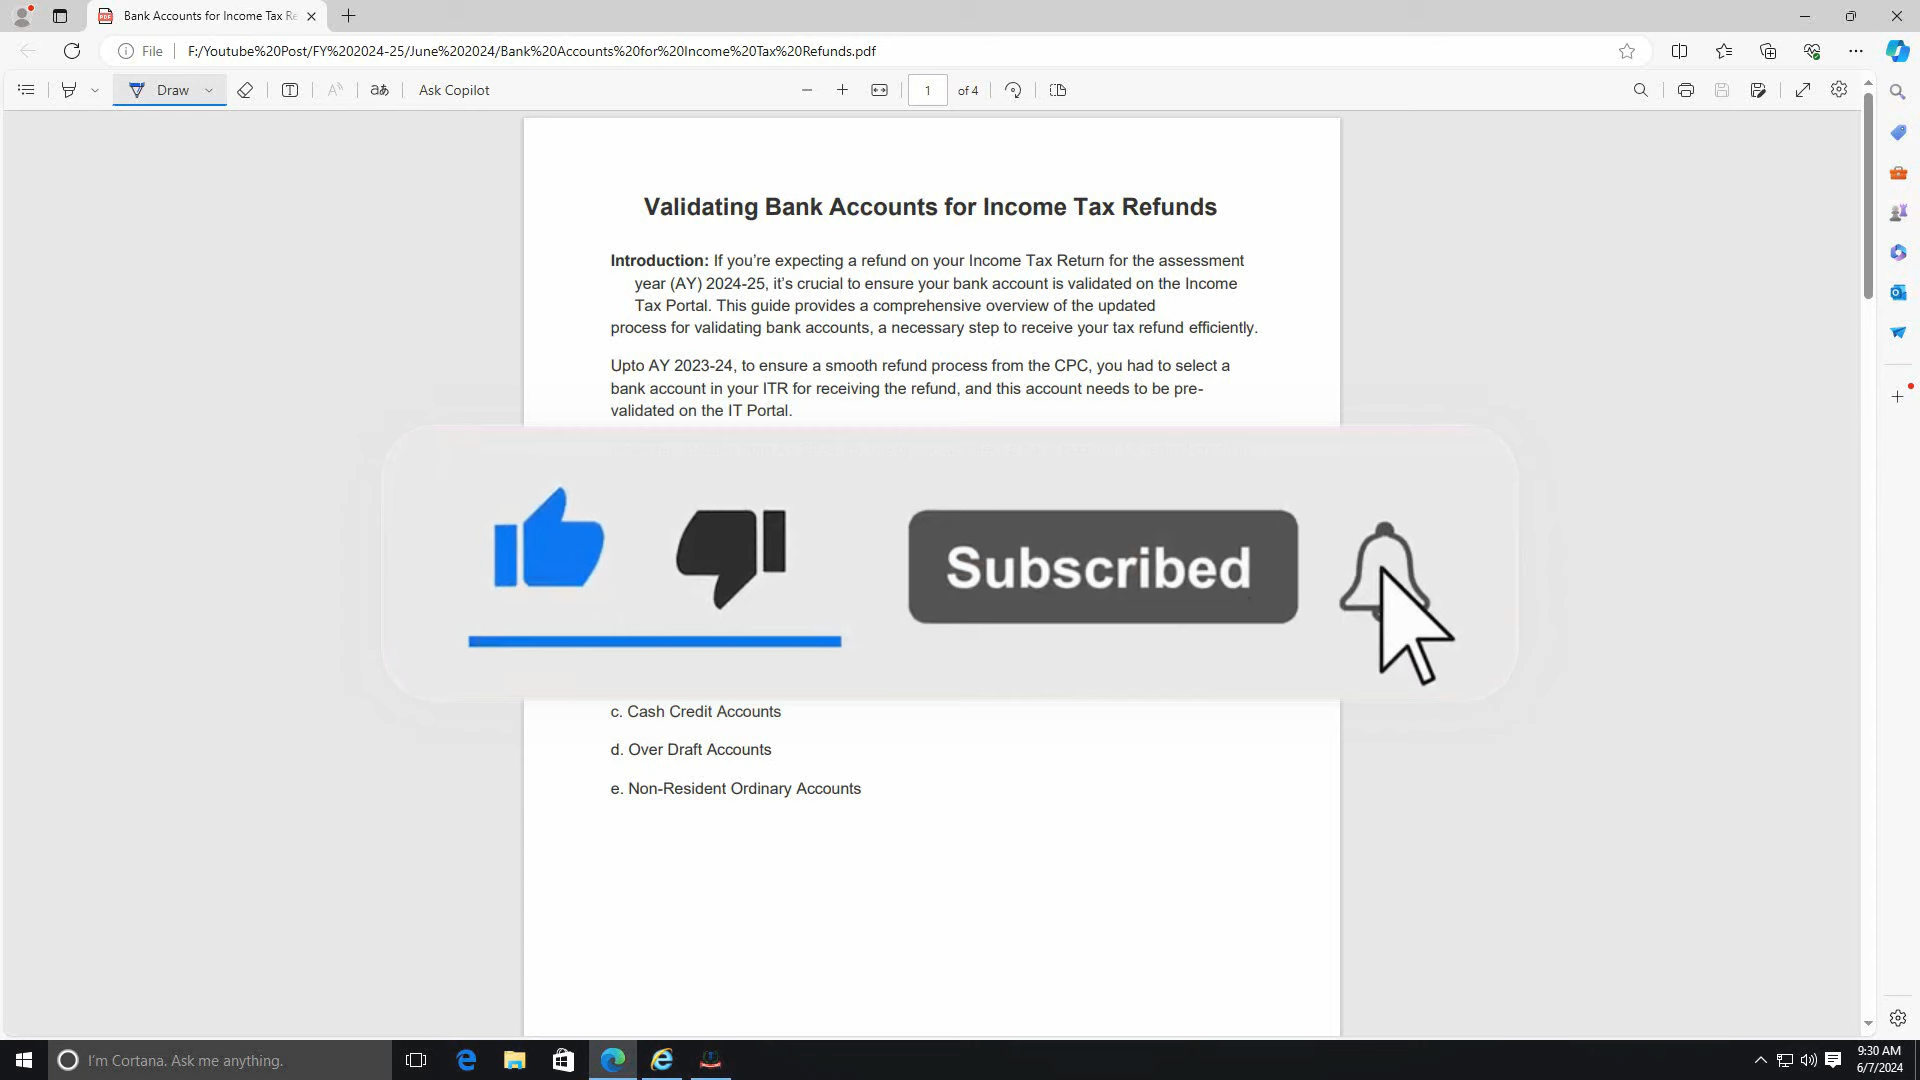 Bank Accounts for Income Tax Re
File
F:/Youtube%20Post/FY%202024-25/June%202024/Bank%20Accounts%20for%20Income%20Tax%20Refunds.pdf
Draw
Ask Copilot
1
of 4
Validating Bank Accounts for Income Tax Refunds
Introduction: If you’re expecting a refund on your Income Tax Return for the assessment
year (AY) 2024-25, it’s crucial to ensure your bank account is validated on the Income
Tax Portal. This guide provides a comprehensive overview of the updated
process for validating bank accounts, a necessary step to receive your tax refund efficiently.
Upto AY 2023-24, to ensure a smooth refund process from the CPC, you had to select a
bank account in your ITR for receiving the refund, and this account needs to be pre-
validated on the IT Portal.
Subscribed
c. Cash Credit Accounts
d. Over Draft Accounts
e. Non-Resident Ordinary Accounts
I'm Cortana. Ask me anything.
9:30 AM
6/7/2024